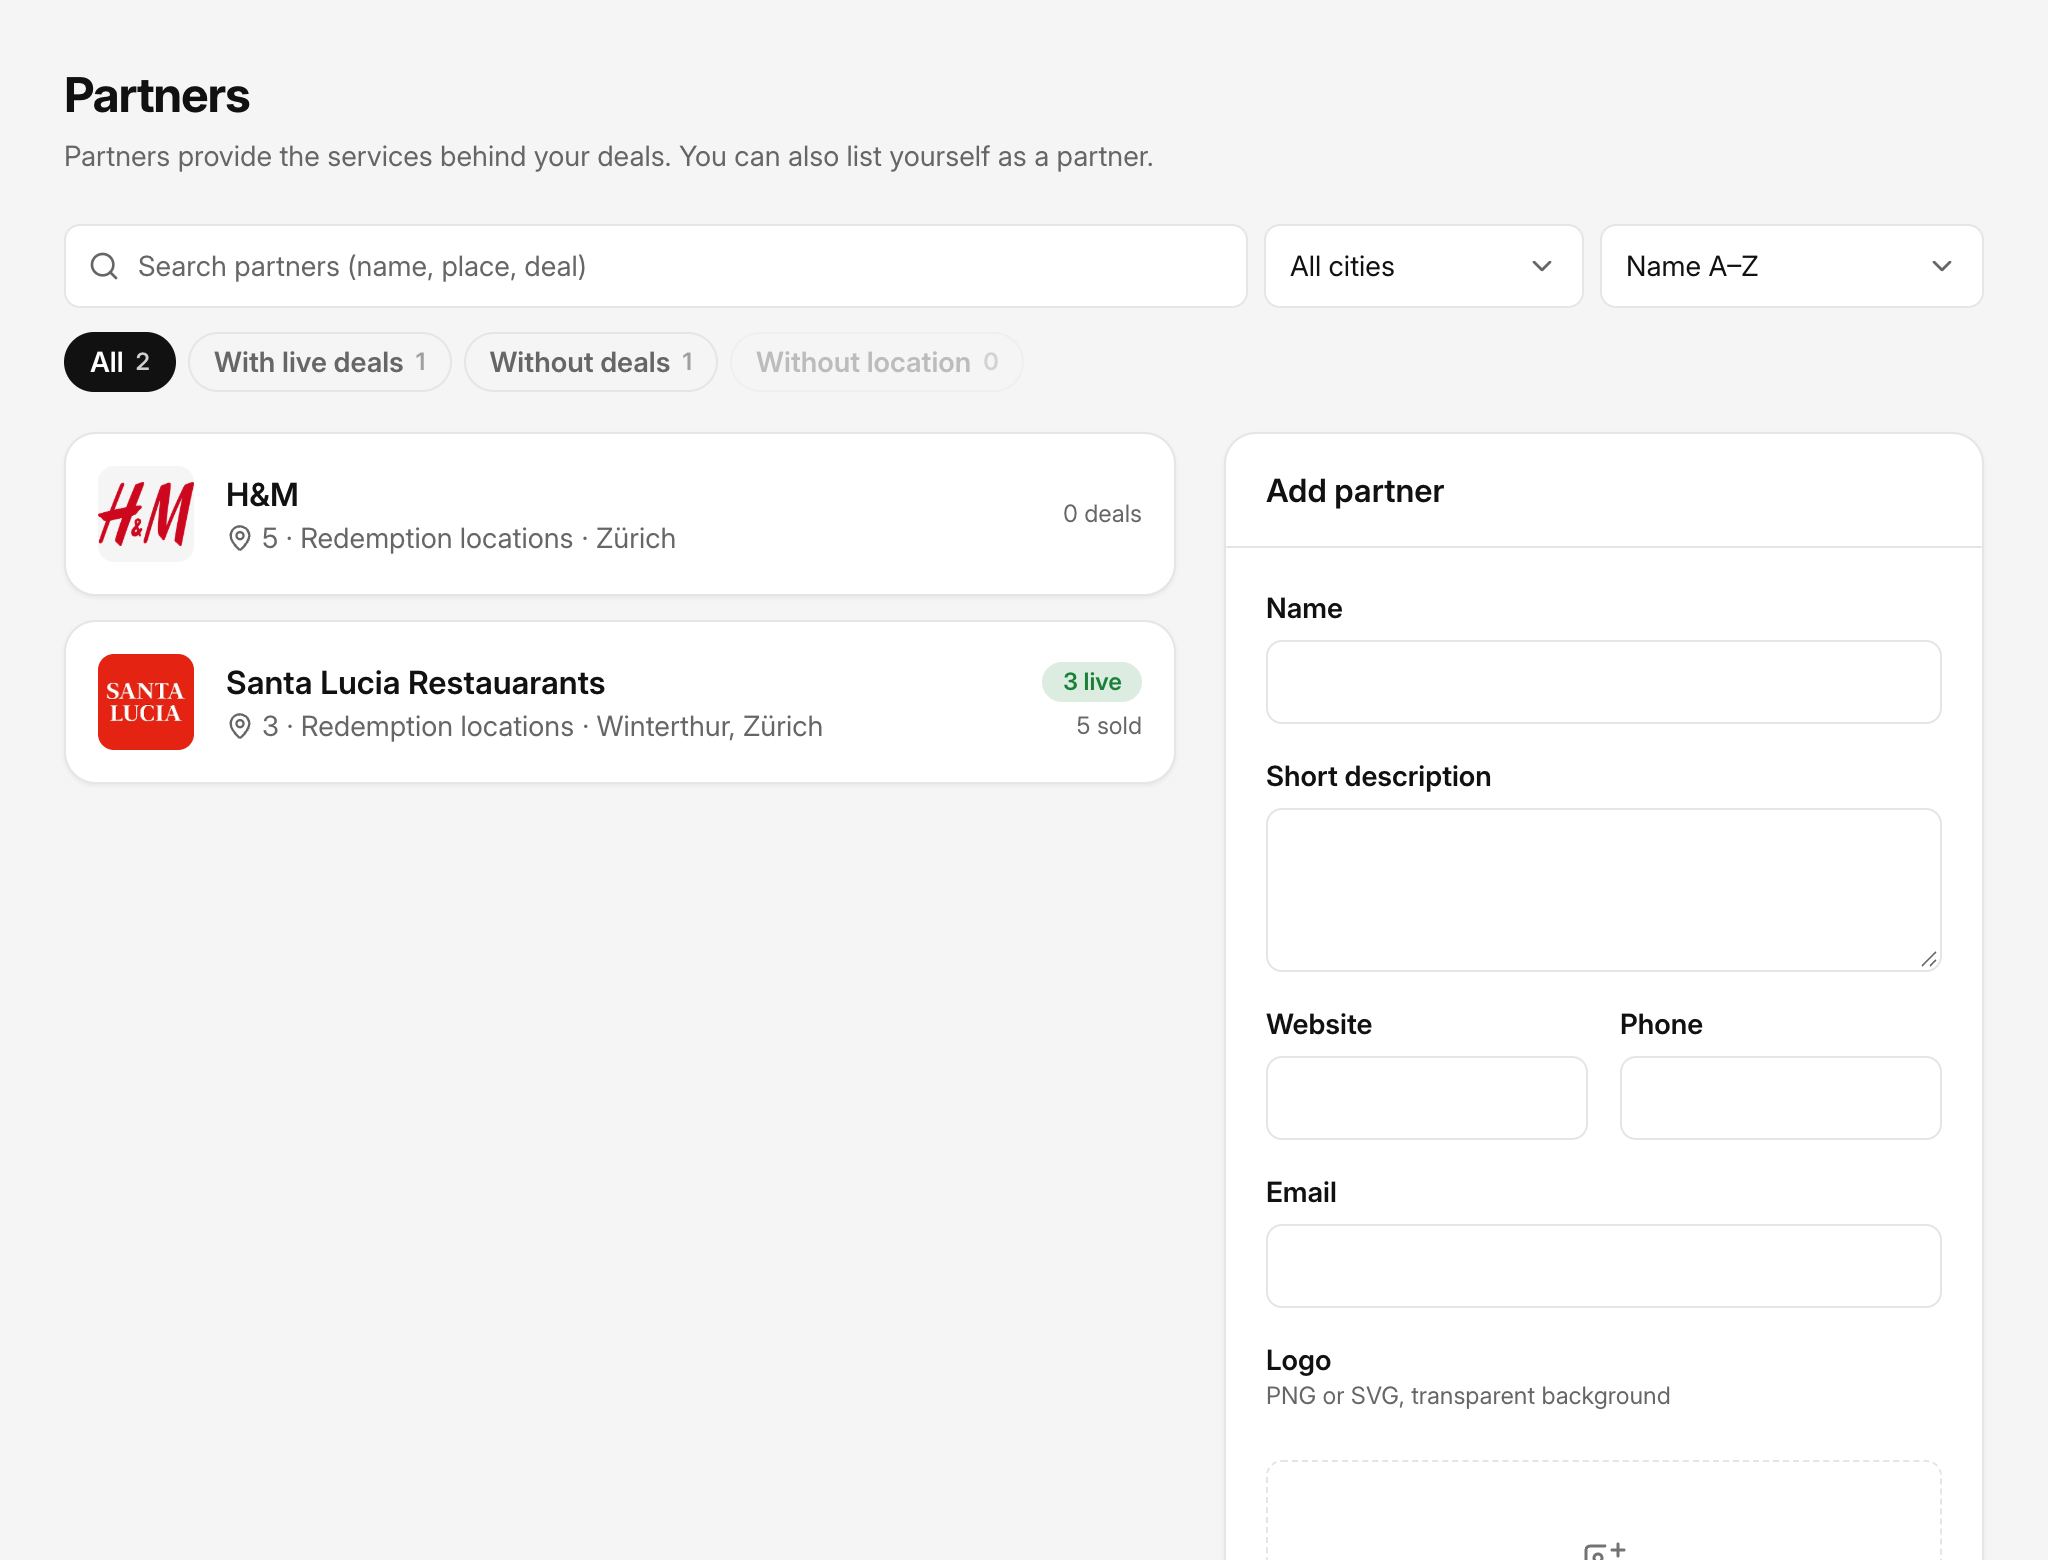 Partners
Partners provide the services behind your deals. You can also list yourself as a partner.
Search partners (name, place, deal)
All cities
Name A–Z
All 2
With live deals 1
Without deals 1
Without location 0
H&M
H&M
5 · Redemption locations · Zürich
0 deals
SANTA
LUCIA
Santa Lucia Restauarants
3 · Redemption locations · Winterthur, Zürich
3 live
5 sold
Add partner
Name
Short description
Website
Phone
Email
Logo
PNG or SVG, transparent background